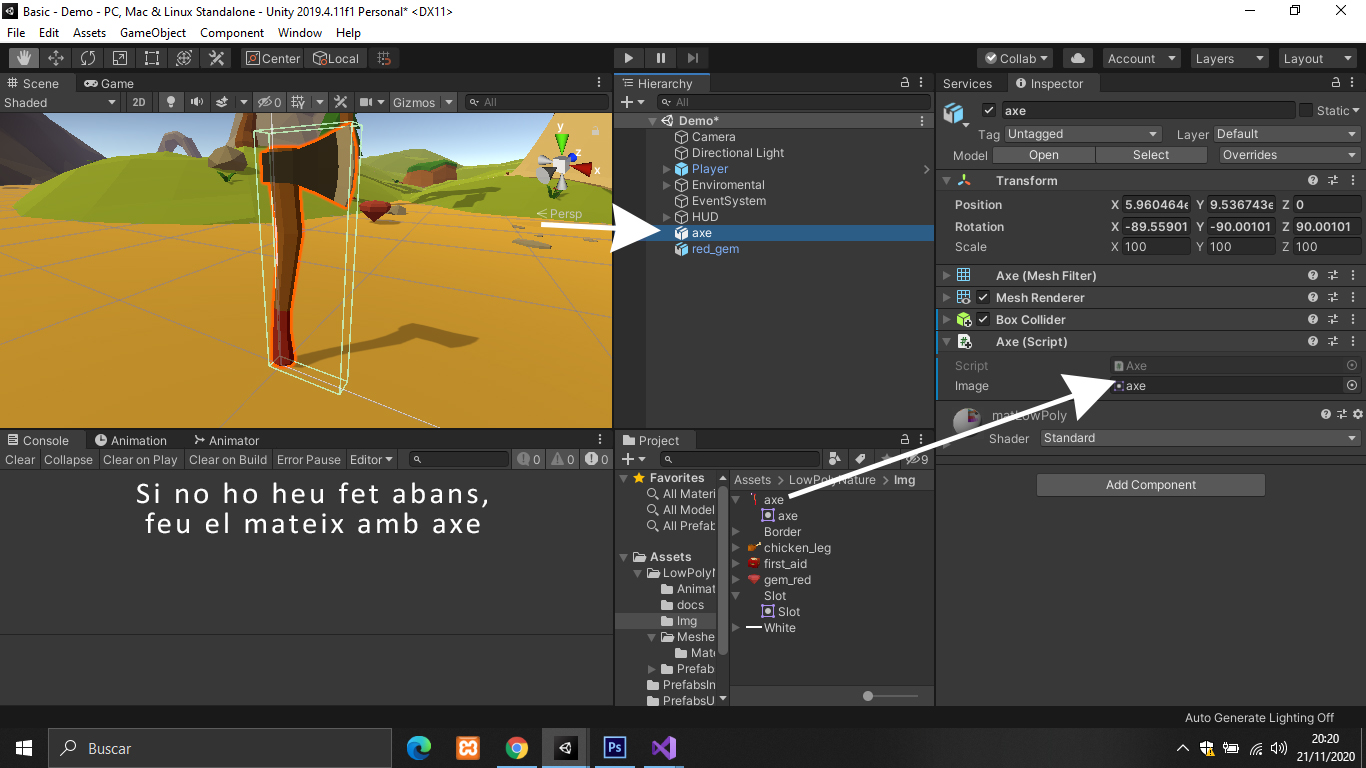 Basic - Demo - PC, Mac & Linux Standalone - Unity 2019.4.11f1 Personal* <DX11>
File Edit Assets GameObject Component Window Help
Center Local Collab Account Layers Layout
Scene Game
Shaded 2D 0 Gizmos All
y
z
x
Persp
Hierarchy
All
Demo*
Camera
Directional Light
Player
Enviromental
EventSystem
HUD
axe
red_gem
Services Inspector
axe Static
Tag Untagged Layer Default
Model Open Select Overrides
Transform
Position X 5.960464e Y 9.536743e Z 0
Rotation X -89.55901 Y -90.00101 Z 90.00101
Scale X 100 Y 100 Z 100
Axe (Mesh Filter)
Mesh Renderer
Box Collider
Axe (Script)
Script Axe
Image axe
matLowPoly
Shader Standard
Add Component
Console Animation Animator
Clear Collapse Clear on Play Clear on Build Error Pause Editor 0 0 0
Si no ho heu fet abans,
feu el mateix amb axe
Project
9
Favorites
All Materi
All Model
All Prefab
Assets
LowPolyN
Animat
docs
Img
Meshe
Mate
Prefab
PrefabsIn
PrefabsU
Assets > LowPolyNature > Img
axe
axe
Border
chicken_leg
first_aid
gem_red
Slot
Slot
White
Auto Generate Lighting Off
Buscar
Ps
20:20
21/11/2020